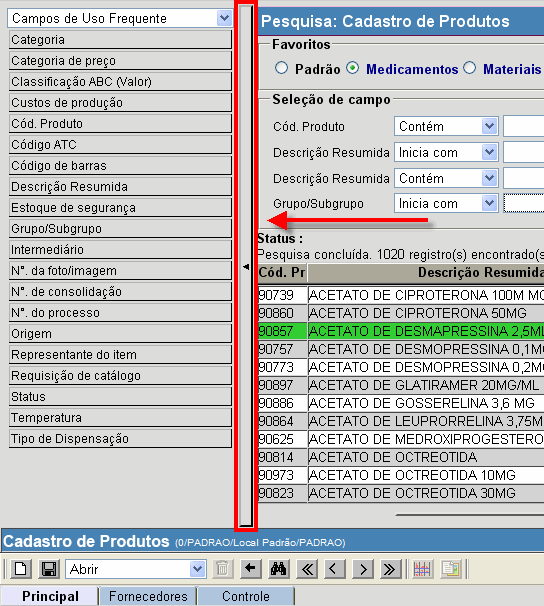 Campos de Uso Frequente
Categoria
Categoria de preço
Classificação ABC (Valor)
Custos de produção
Cód. Produto
Código ATC
Código de barras
Descrição Resumida
Estoque de segurança
Grupo/Subgrupo
Intermediário
N°. da foto/imagem
N°. de consolidação
N°. do processo
Origem
Representante do item
Requisição de catálogo
Status
Temperatura
Tipo de Dispensação
Pesquisa: Cadastro de Produtos
Favoritos
Padrão Medicamentos Materiais
Seleção de campo
Cód. Produto Contém
Descrição Resumida Inicia com
Descrição Resumida Contém
Grupo/Subgrupo Inicia com
Status :
Pesquisa concluída. 1020 registro(s) encontrado(s
Cód. Pr Descrição Resumida
90739 ACETATO DE CIPROTERONA 100M MC
90860 ACETATO DE CIPROTERONA 50MG
90857 ACETATO DE DESMAPRESSINA 2,5ML
90757 ACETATO DE DESMOPRESSINA 0,1MG
90773 ACETATO DE DESMOPRESSINA 0,2MG
90897 ACETATO DE GLATIRAMER 20MG/ML
90886 ACETATO DE GOSSERELINA 3,6 MG
90864 ACETATO DE LEUPRORRELINA 3,75M
90625 ACETATO DE MEDROXIPROGESTERO
90814 ACETATO DE OCTREOTIDA
90973 ACETATO DE OCTREOTIDA 10MG
90823 ACETATO DE OCTREOTIDA 30MG
Cadastro de Produtos (0/PADRAO/Local Padrão/PADRAO)
Abrir
Principal Fornecedores Controle